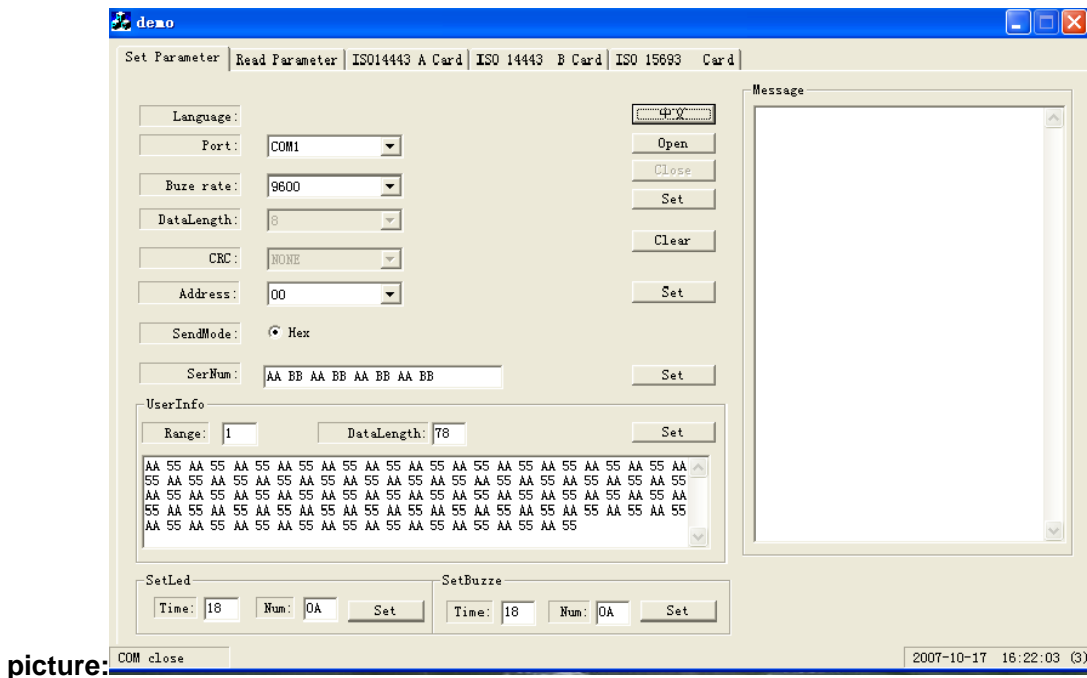 demo
Set Parameter Read Parameter ISO14443 A Card ISO 14443 B Card ISO 15693 Card
Message
Language: 中文
Port: COM1 Open
Close
Buze rate: 9600 Set
DataLength: 8
Clear
CRC: NONE
Address: 00 Set
SendMode: Hex
SerNum: AA BB AA BB AA BB AA BB Set
UserInfo
Range: 1 DataLength: 78 Set
AA 55 AA 55 AA 55 AA 55 AA 55 AA 55 AA 55 AA 55 AA 55 AA 55 AA 55 AA 55 AA
55 AA 55 AA 55 AA 55 AA 55 AA 55 AA 55 AA 55 AA 55 AA 55 AA 55 AA 55 AA 55
AA 55 AA 55 AA 55 AA 55 AA 55 AA 55 AA 55 AA 55 AA 55 AA 55 AA 55 AA 55 AA
55 AA 55 AA 55 AA 55 AA 55 AA 55 AA 55 AA 55 AA 55 AA 55 AA 55 AA 55 AA 55
AA 55 AA 55 AA 55 AA 55 AA 55 AA 55 AA 55 AA 55 AA 55 AA 55
SetLed SetBuzze
Time: 18 Num: 0A Set Time: 18 Num: 0A Set
picture: COM close 2007-10-17 16:22:03 (3)